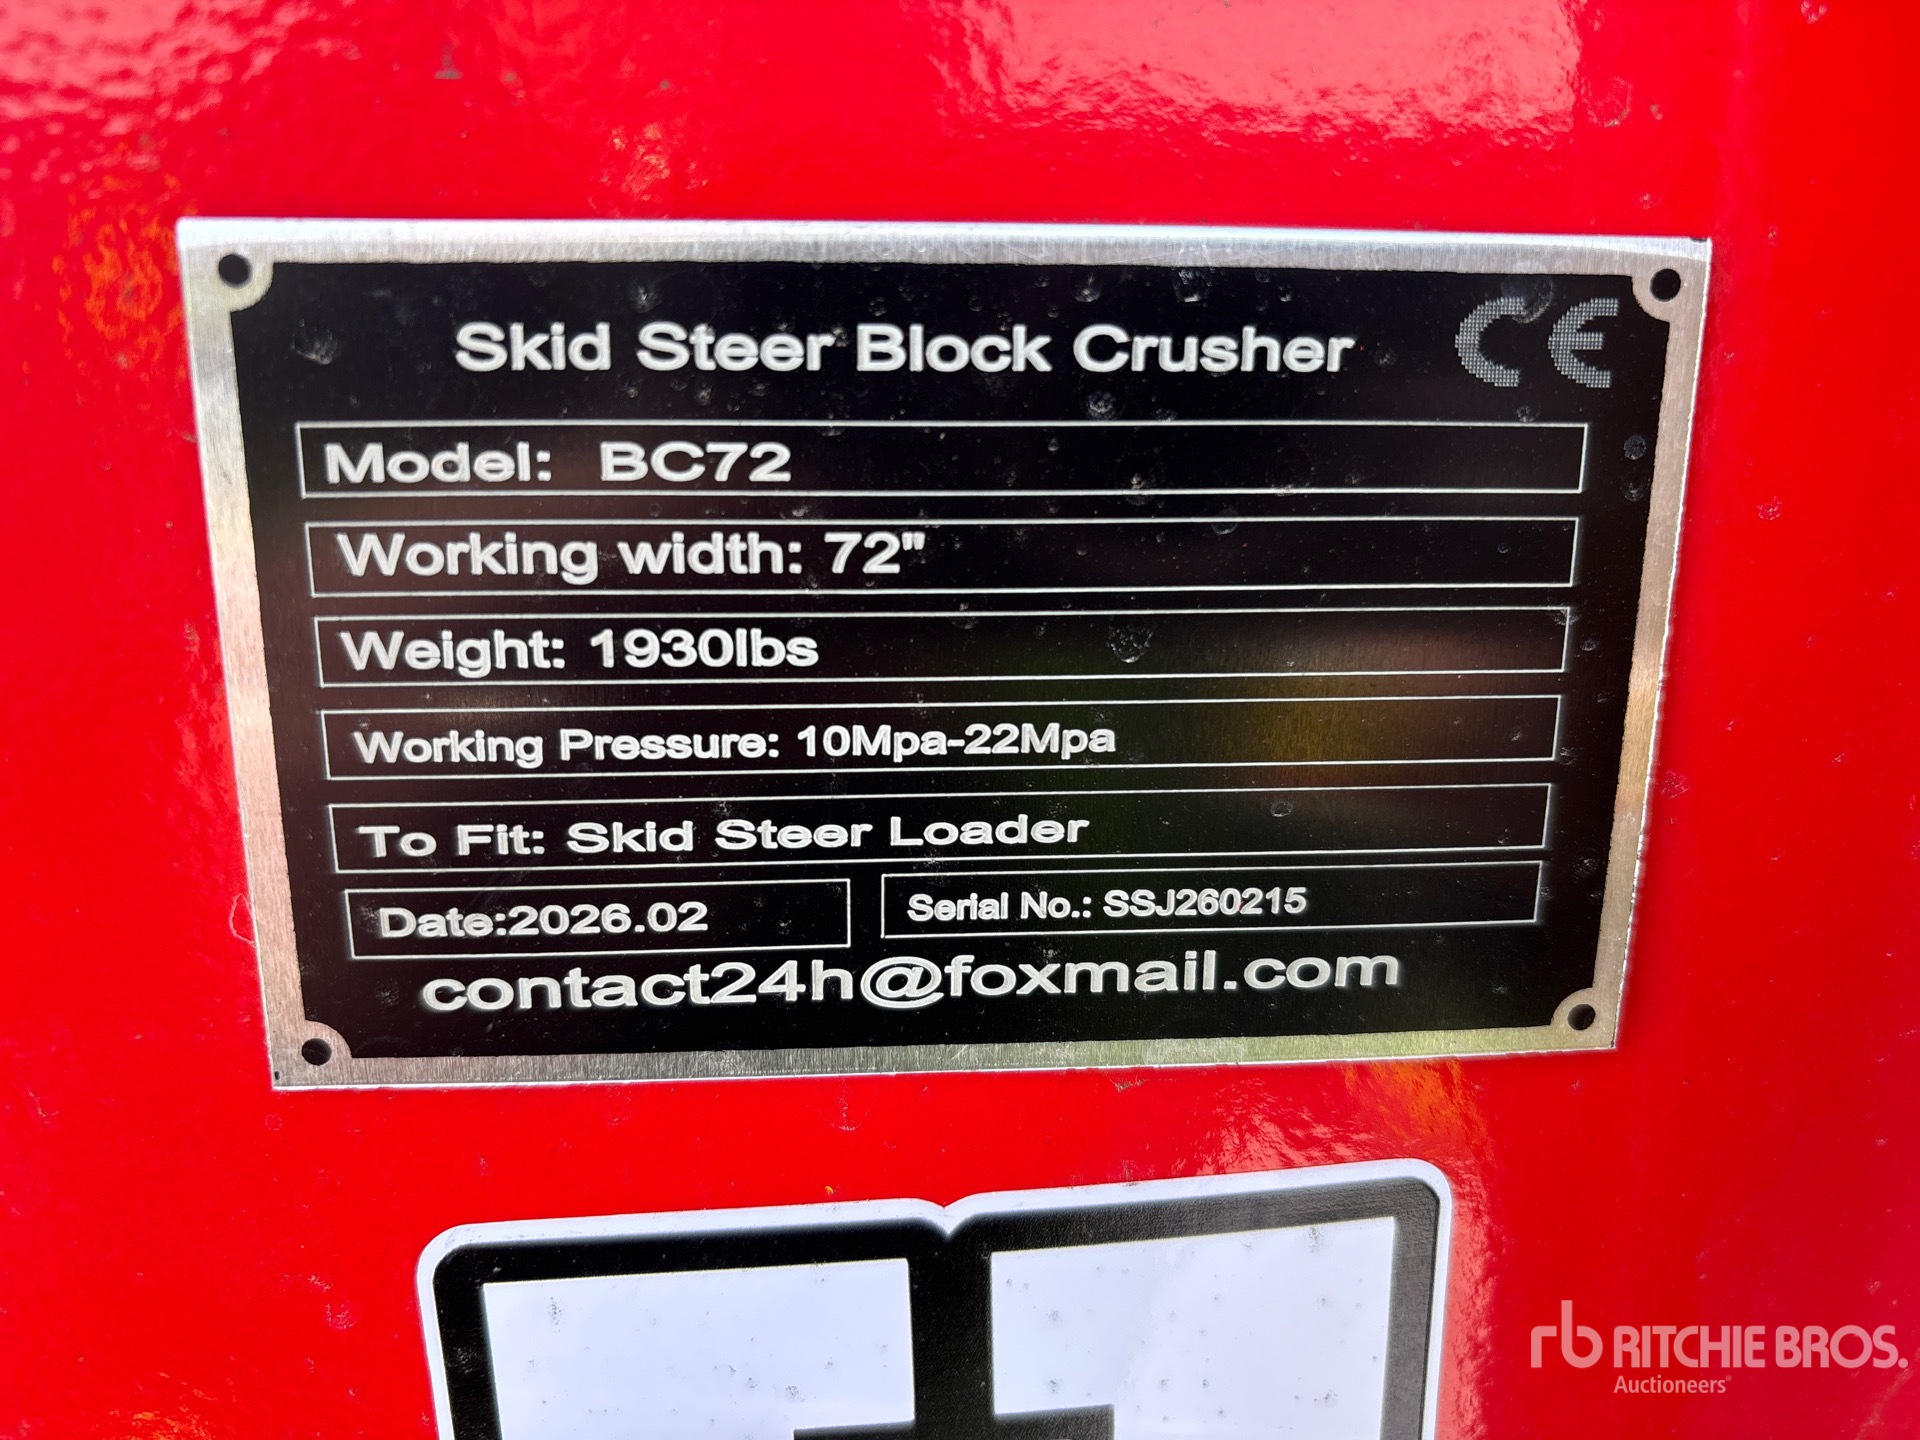 Skid Steer Block Crusher CE
Model: BC72
Working width: 72"
Weight: 1930lbs
Working Pressure: 10Mpa-22Mpa
To Fit: Skid Steer Loader
Date:2026.02 Serial No.: SSJ260215
contact24h@foxmail.com
rb RITCHIE BROS.
Auctioneers